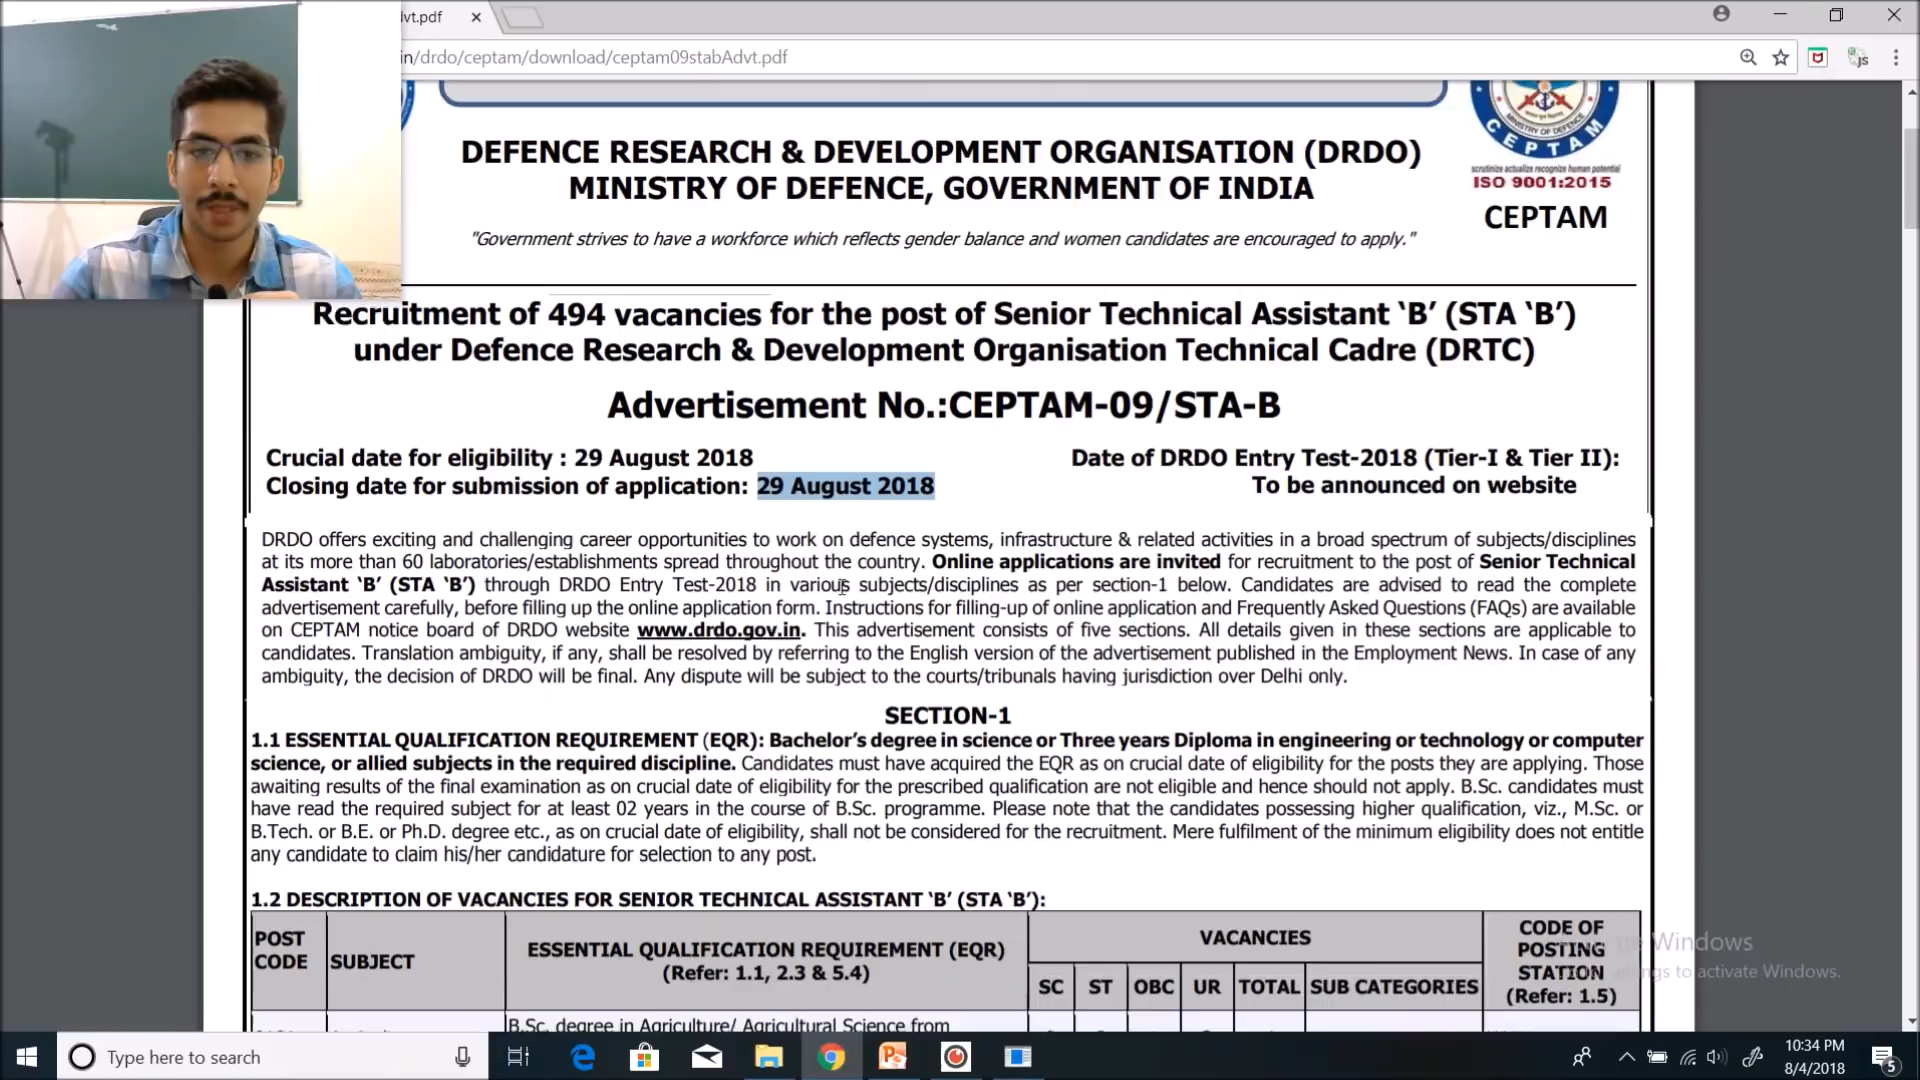 vt.pdf
in/drdo/ceptam/download/ceptam09stabAdvt.pdf
DEFENCE RESEARCH & DEVELOPMENT ORGANISATION (DRDO)
MINISTRY OF DEFENCE, GOVERNMENT OF INDIA
"Government strives to have a workforce which reflects gender balance and women candidates are encouraged to apply."
MINISTRY OF DEFENCE
CEPTAM
scrutinize actualize recognize human potential
ISO 9001:2015
CEPTAM
Recruitment of 494 vacancies for the post of Senior Technical Assistant ‘B’ (STA ‘B’)
under Defence Research & Development Organisation Technical Cadre (DRTC)
Advertisement No.:CEPTAM-09/STA-B
Crucial date for eligibility : 29 August 2018
Closing date for submission of application: 29 August 2018
Date of DRDO Entry Test-2018 (Tier-I & Tier II):
To be announced on website
DRDO offers exciting and challenging career opportunities to work on defence systems, infrastructure & related activities in a broad spectrum of subjects/disciplines
at its more than 60 laboratories/establishments spread throughout the country. Online applications are invited for recruitment to the post of Senior Technical
Assistant ‘B’ (STA ‘B’) through DRDO Entry Test-2018 in various subjects/disciplines as per section-1 below. Candidates are advised to read the complete
advertisement carefully, before filling up the online application form. Instructions for filling-up of online application and Frequently Asked Questions (FAQs) are available
on CEPTAM notice board of DRDO website www.drdo.gov.in. This advertisement consists of five sections. All details given in these sections are applicable to
candidates. Translation ambiguity, if any, shall be resolved by referring to the English version of the advertisement published in the Employment News. In case of any
ambiguity, the decision of DRDO will be final. Any dispute will be subject to the courts/tribunals having jurisdiction over Delhi only.
SECTION-1
1.1 ESSENTIAL QUALIFICATION REQUIREMENT (EQR): Bachelor’s degree in science or Three years Diploma in engineering or technology or computer
science, or allied subjects in the required discipline. Candidates must have acquired the EQR as on crucial date of eligibility for the posts they are applying. Those
awaiting results of the final examination as on crucial date of eligibility for the prescribed qualification are not eligible and hence should not apply. B.Sc. candidates must
have read the required subject for at least 02 years in the course of B.Sc. programme. Please note that the candidates possessing higher qualification, viz., M.Sc. or
B.Tech. or B.E. or Ph.D. degree etc., as on crucial date of eligibility, shall not be considered for the recruitment. Mere fulfilment of the minimum eligibility does not entitle
any candidate to claim his/her candidature for selection to any post.
1.2 DESCRIPTION OF VACANCIES FOR SENIOR TECHNICAL ASSISTANT ‘B’ (STA ‘B’):
POST
CODE
SUBJECT
ESSENTIAL QUALIFICATION REQUIREMENT (EQR)
(Refer: 1.1, 2.3 & 5.4)
VACANCIES
SC ST OBC UR TOTAL SUB CATEGORIES
CODE OF
POSTING
STATION
(Refer: 1.5)
B.Sc. degree in Agriculture/ Agricultural Science from
Windows
to activate Windows.
Type here to search
10:34 PM
8/4/2018
5